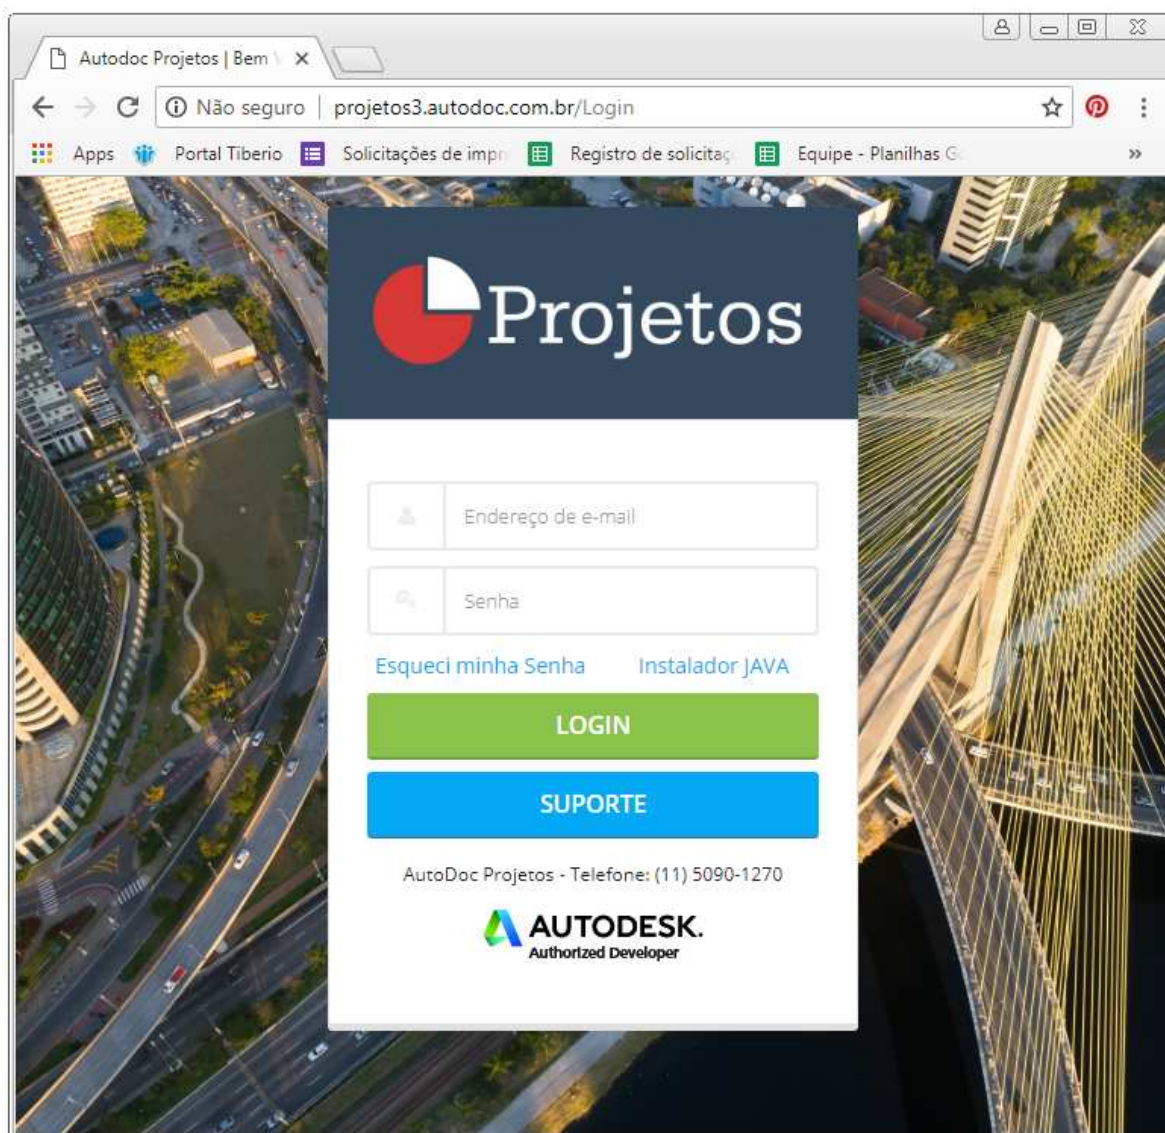 Autodoc Projetos | Bem V
Não seguro | projetos3.autodoc.com.br/Login
Apps Portal Tiberio Solicitações de impr Registro de solicitaç Equipe - Planilhas G
Projetos
Endereço de e-mail
Senha
Esqueci minha Senha Instalador JAVA
LOGIN
SUPORTE
AutoDoc Projetos - Telefone: (11) 5090-1270
AUTODESK.
Authorized Developer